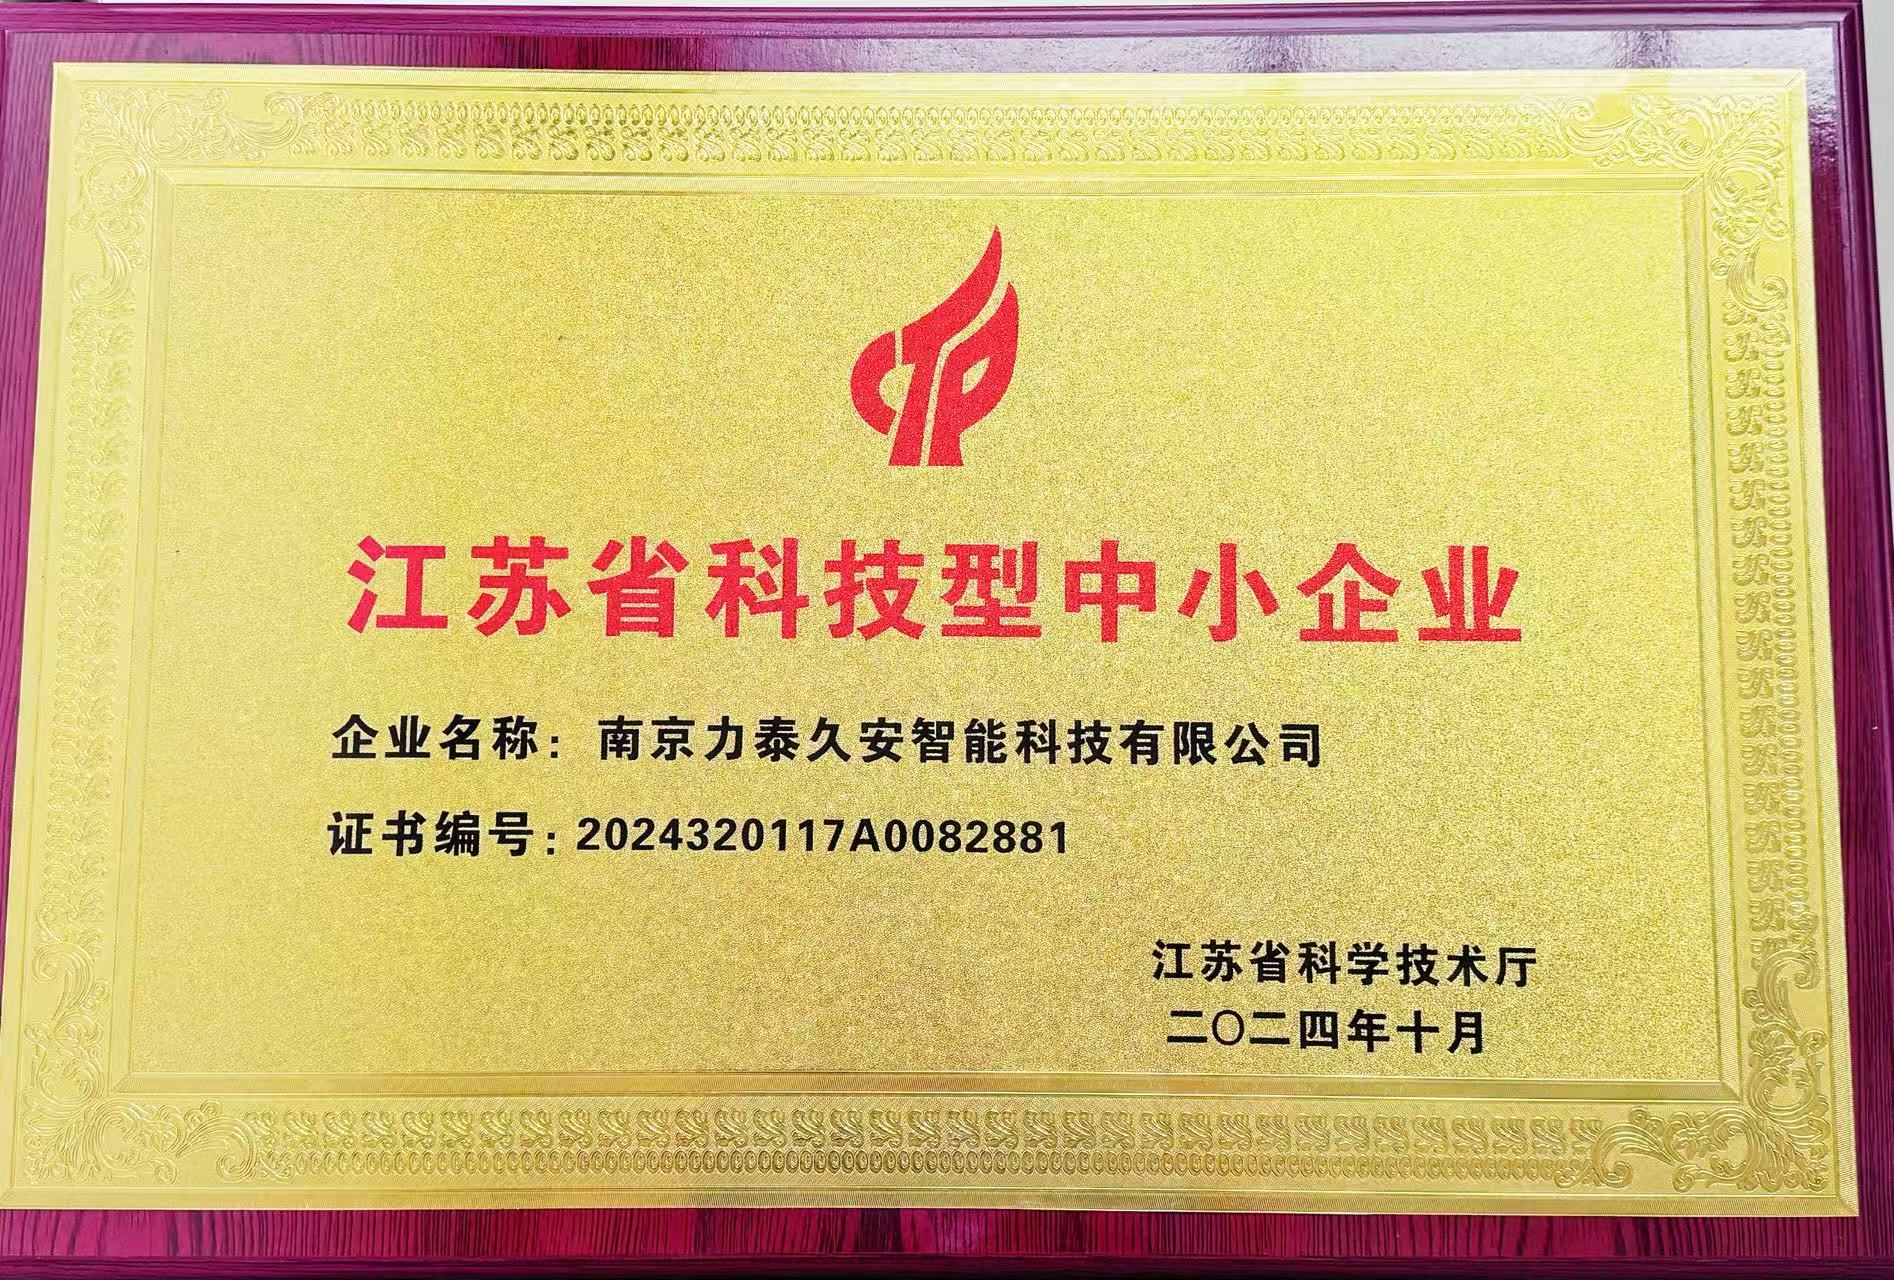 CTP
江苏省科技型中小企业
企业名称：南京力泰久安智能科技有限公司
证书编号：2024320117A0082881
江苏省科学技术厅
二〇二四年十月